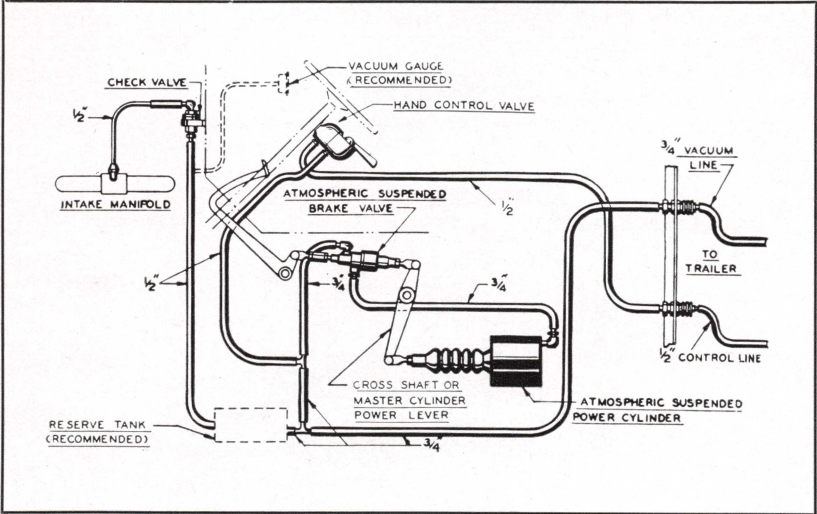 VACUUM GAUGE
(RECOMMENDED)
CHECK VALVE
HAND CONTROL VALVE
1/2"
3/4" VACUUM
LINE
INTAKE MANIFOLD
ATMOSPHERIC SUSPENDED
BRAKE VALVE
1/2"
TO
TRAILER
1/2"
3/4"
3/4"
1/2" CONTROL LINE
CROSS SHAFT OR
MASTER CYLINDER
POWER LEVER
ATMOSPHERIC SUSPENDED
POWER CYLINDER
RESERVE TANK
(RECOMMENDED)
3/4"